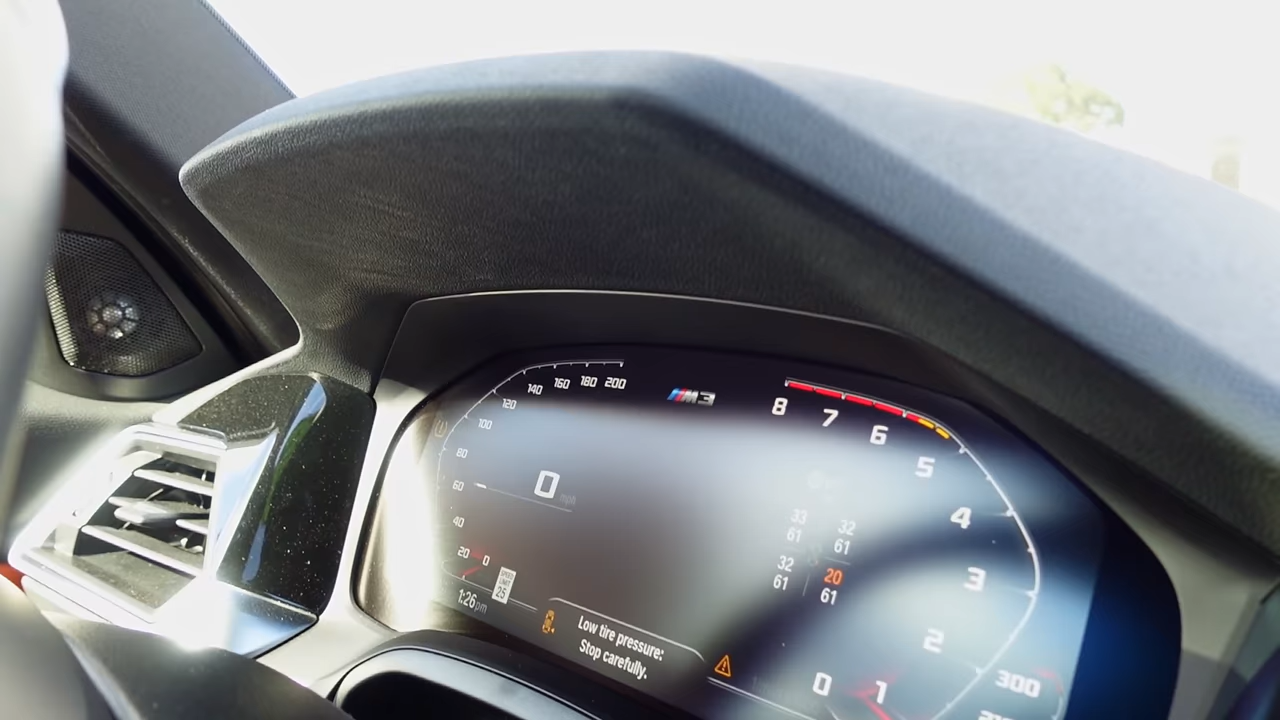 140 160 180 200
120
100
80
60
40
20 0
M3
8 7 6
5
4
3
2
0 1
0 mph
33 32
61 61
32 20
61 61
SPEED
LIMIT
25
1:26pm
Low tire pressure:
Stop carefully.
300